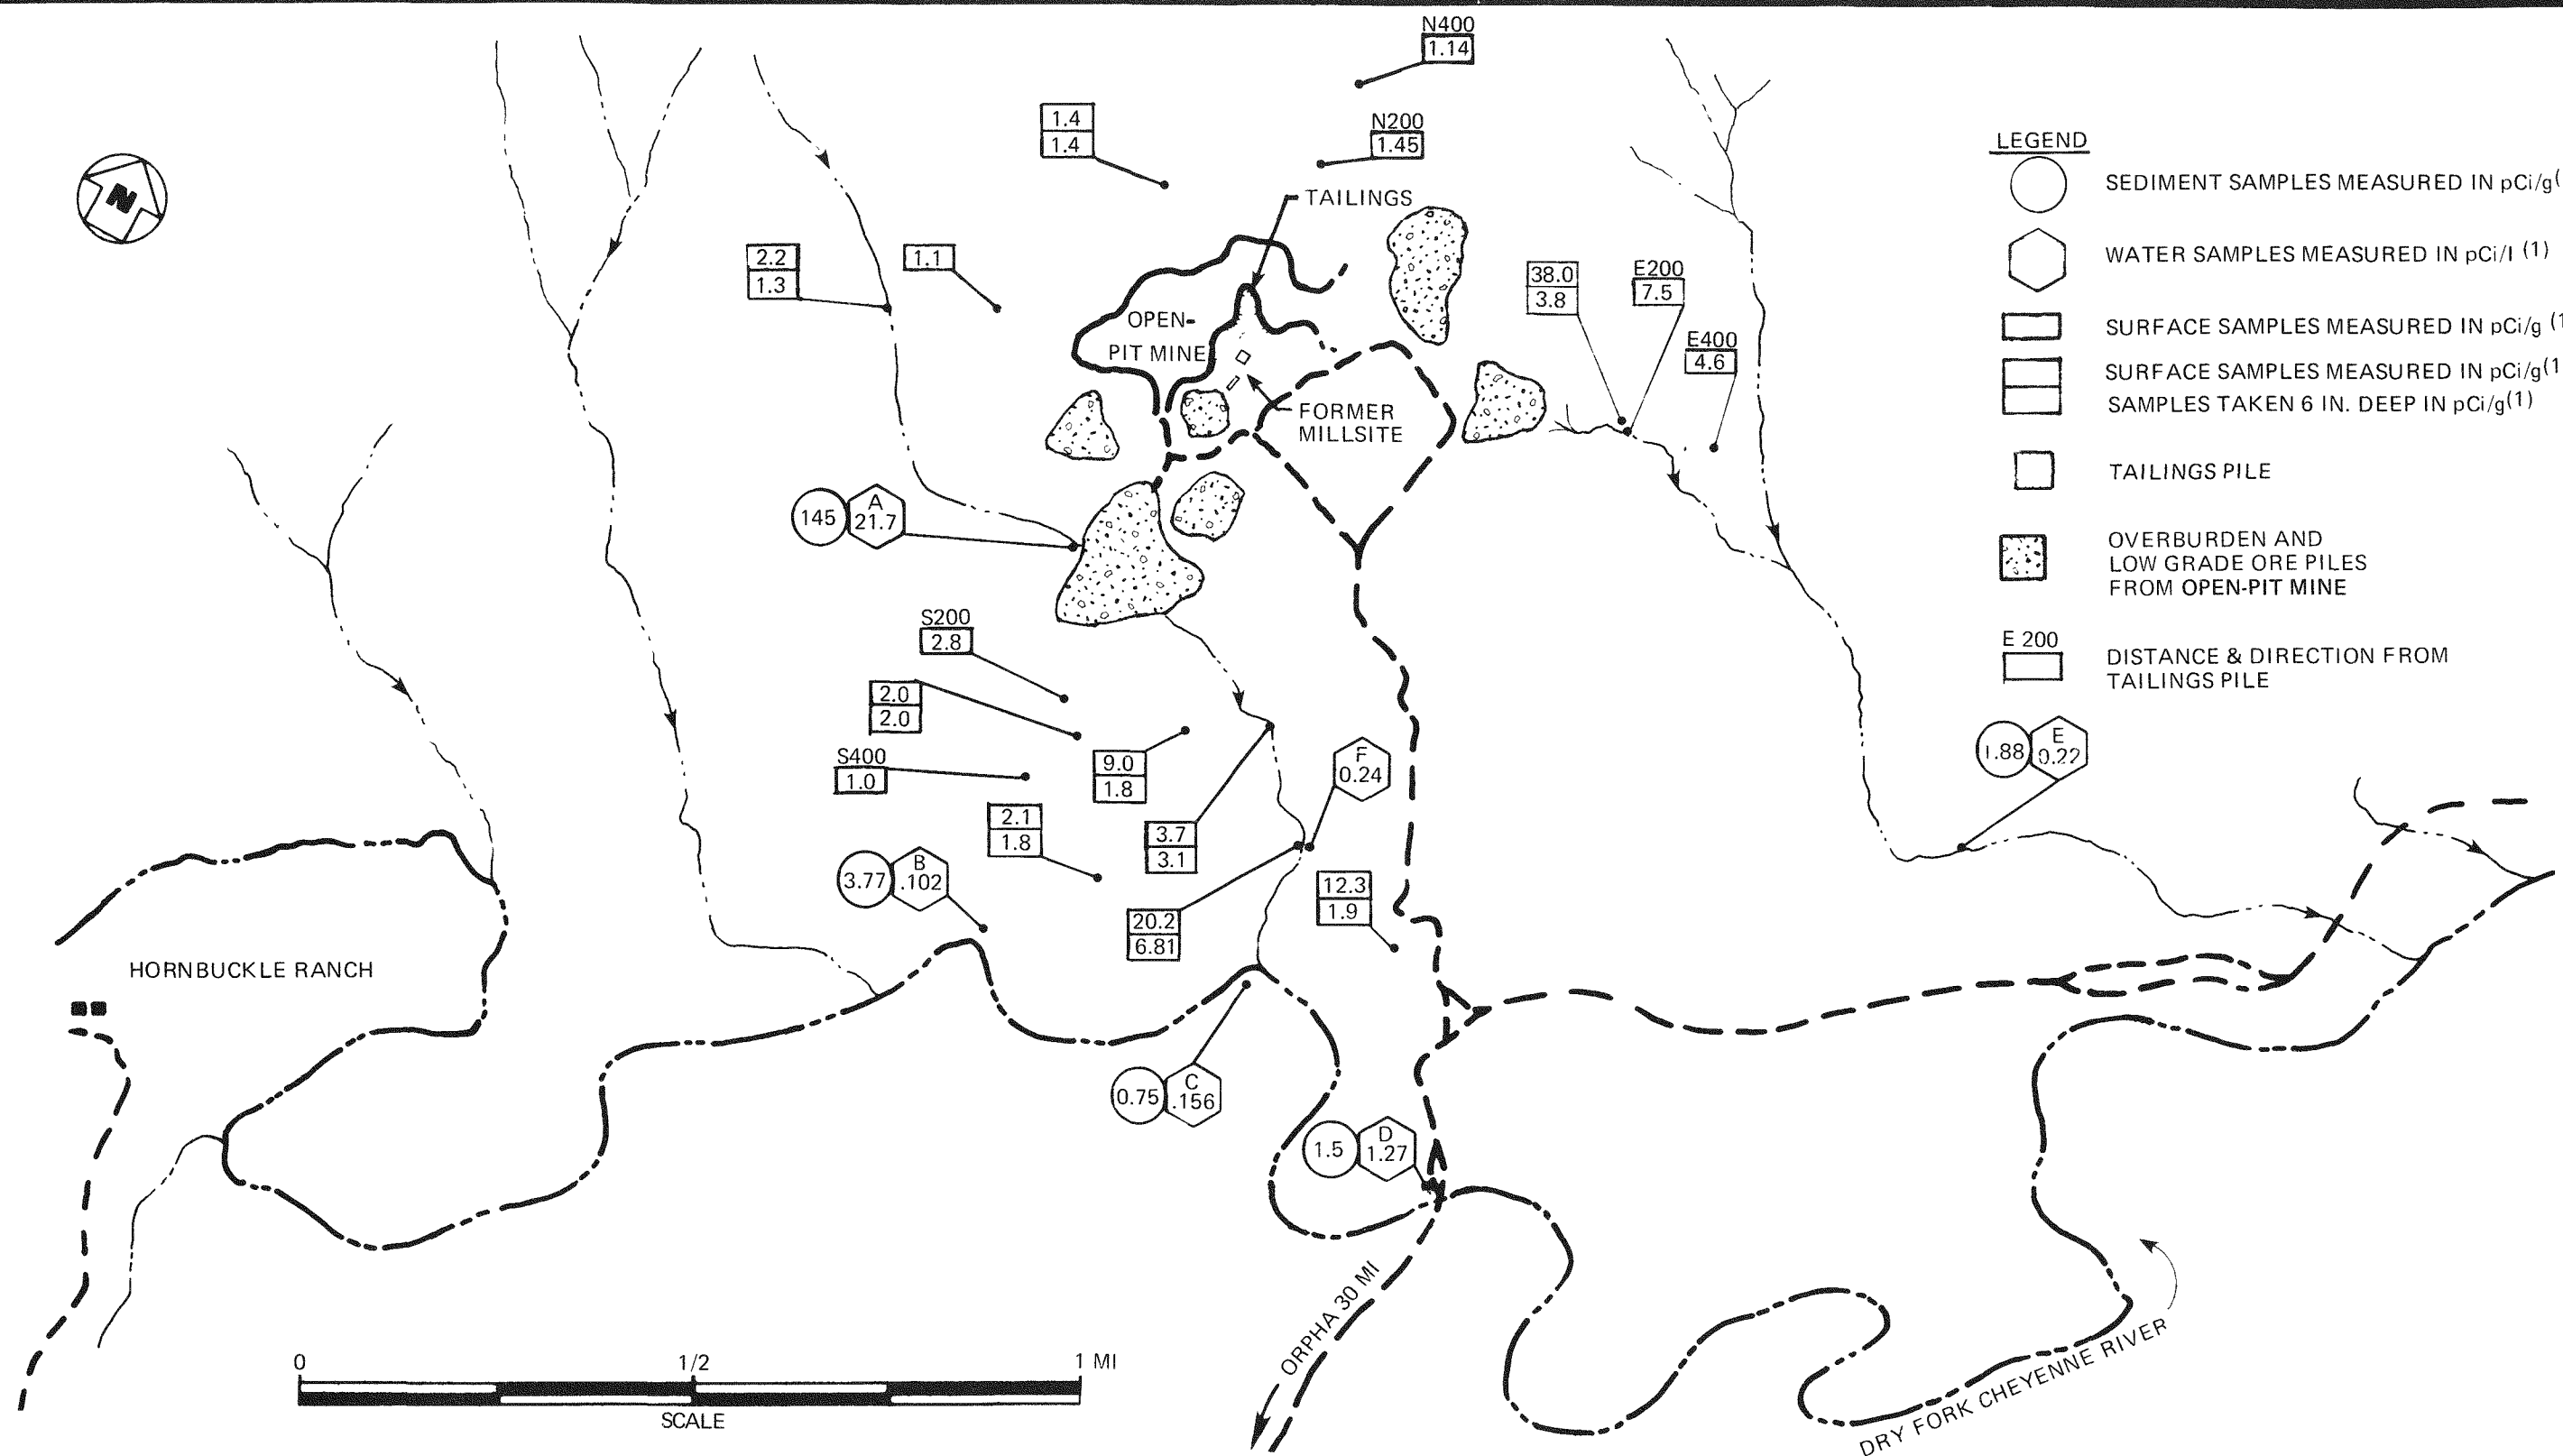 N400
1.14
1.4
1.4
N200
1.45
TAILINGS
N
2.2
1.3
1.1
OPEN-
PIT MINE
38.0
3.8
E200
7.5
E400
4.6
FORMER
MILLSITE
145
A
21.7
S200
2.8
2.0
2.0
S400
1.0
9.0
1.8
F
0.24
2.1
1.8
3.7
3.1
3.77
B
.102
20.2
6.81
12.3
1.9
1.88
E
0.22
HORNBUCKLE RANCH
0.75
C
.156
1.5
D
1.27
ORPHA 30 MI
DRY FORK CHEYENNE RIVER
0 1/2 1 MI
SCALE
LEGEND
SEDIMENT SAMPLES MEASURED IN pCi/g(
WATER SAMPLES MEASURED IN pCi/l (1)
SURFACE SAMPLES MEASURED IN pCi/g (1
SURFACE SAMPLES MEASURED IN pCi/g(1
SAMPLES TAKEN 6 IN. DEEP IN pCi/g(1)
TAILINGS PILE
OVERBURDEN AND
LOW GRADE ORE PILES
FROM OPEN-PIT MINE
E 200
DISTANCE & DIRECTION FROM
TAILINGS PILE